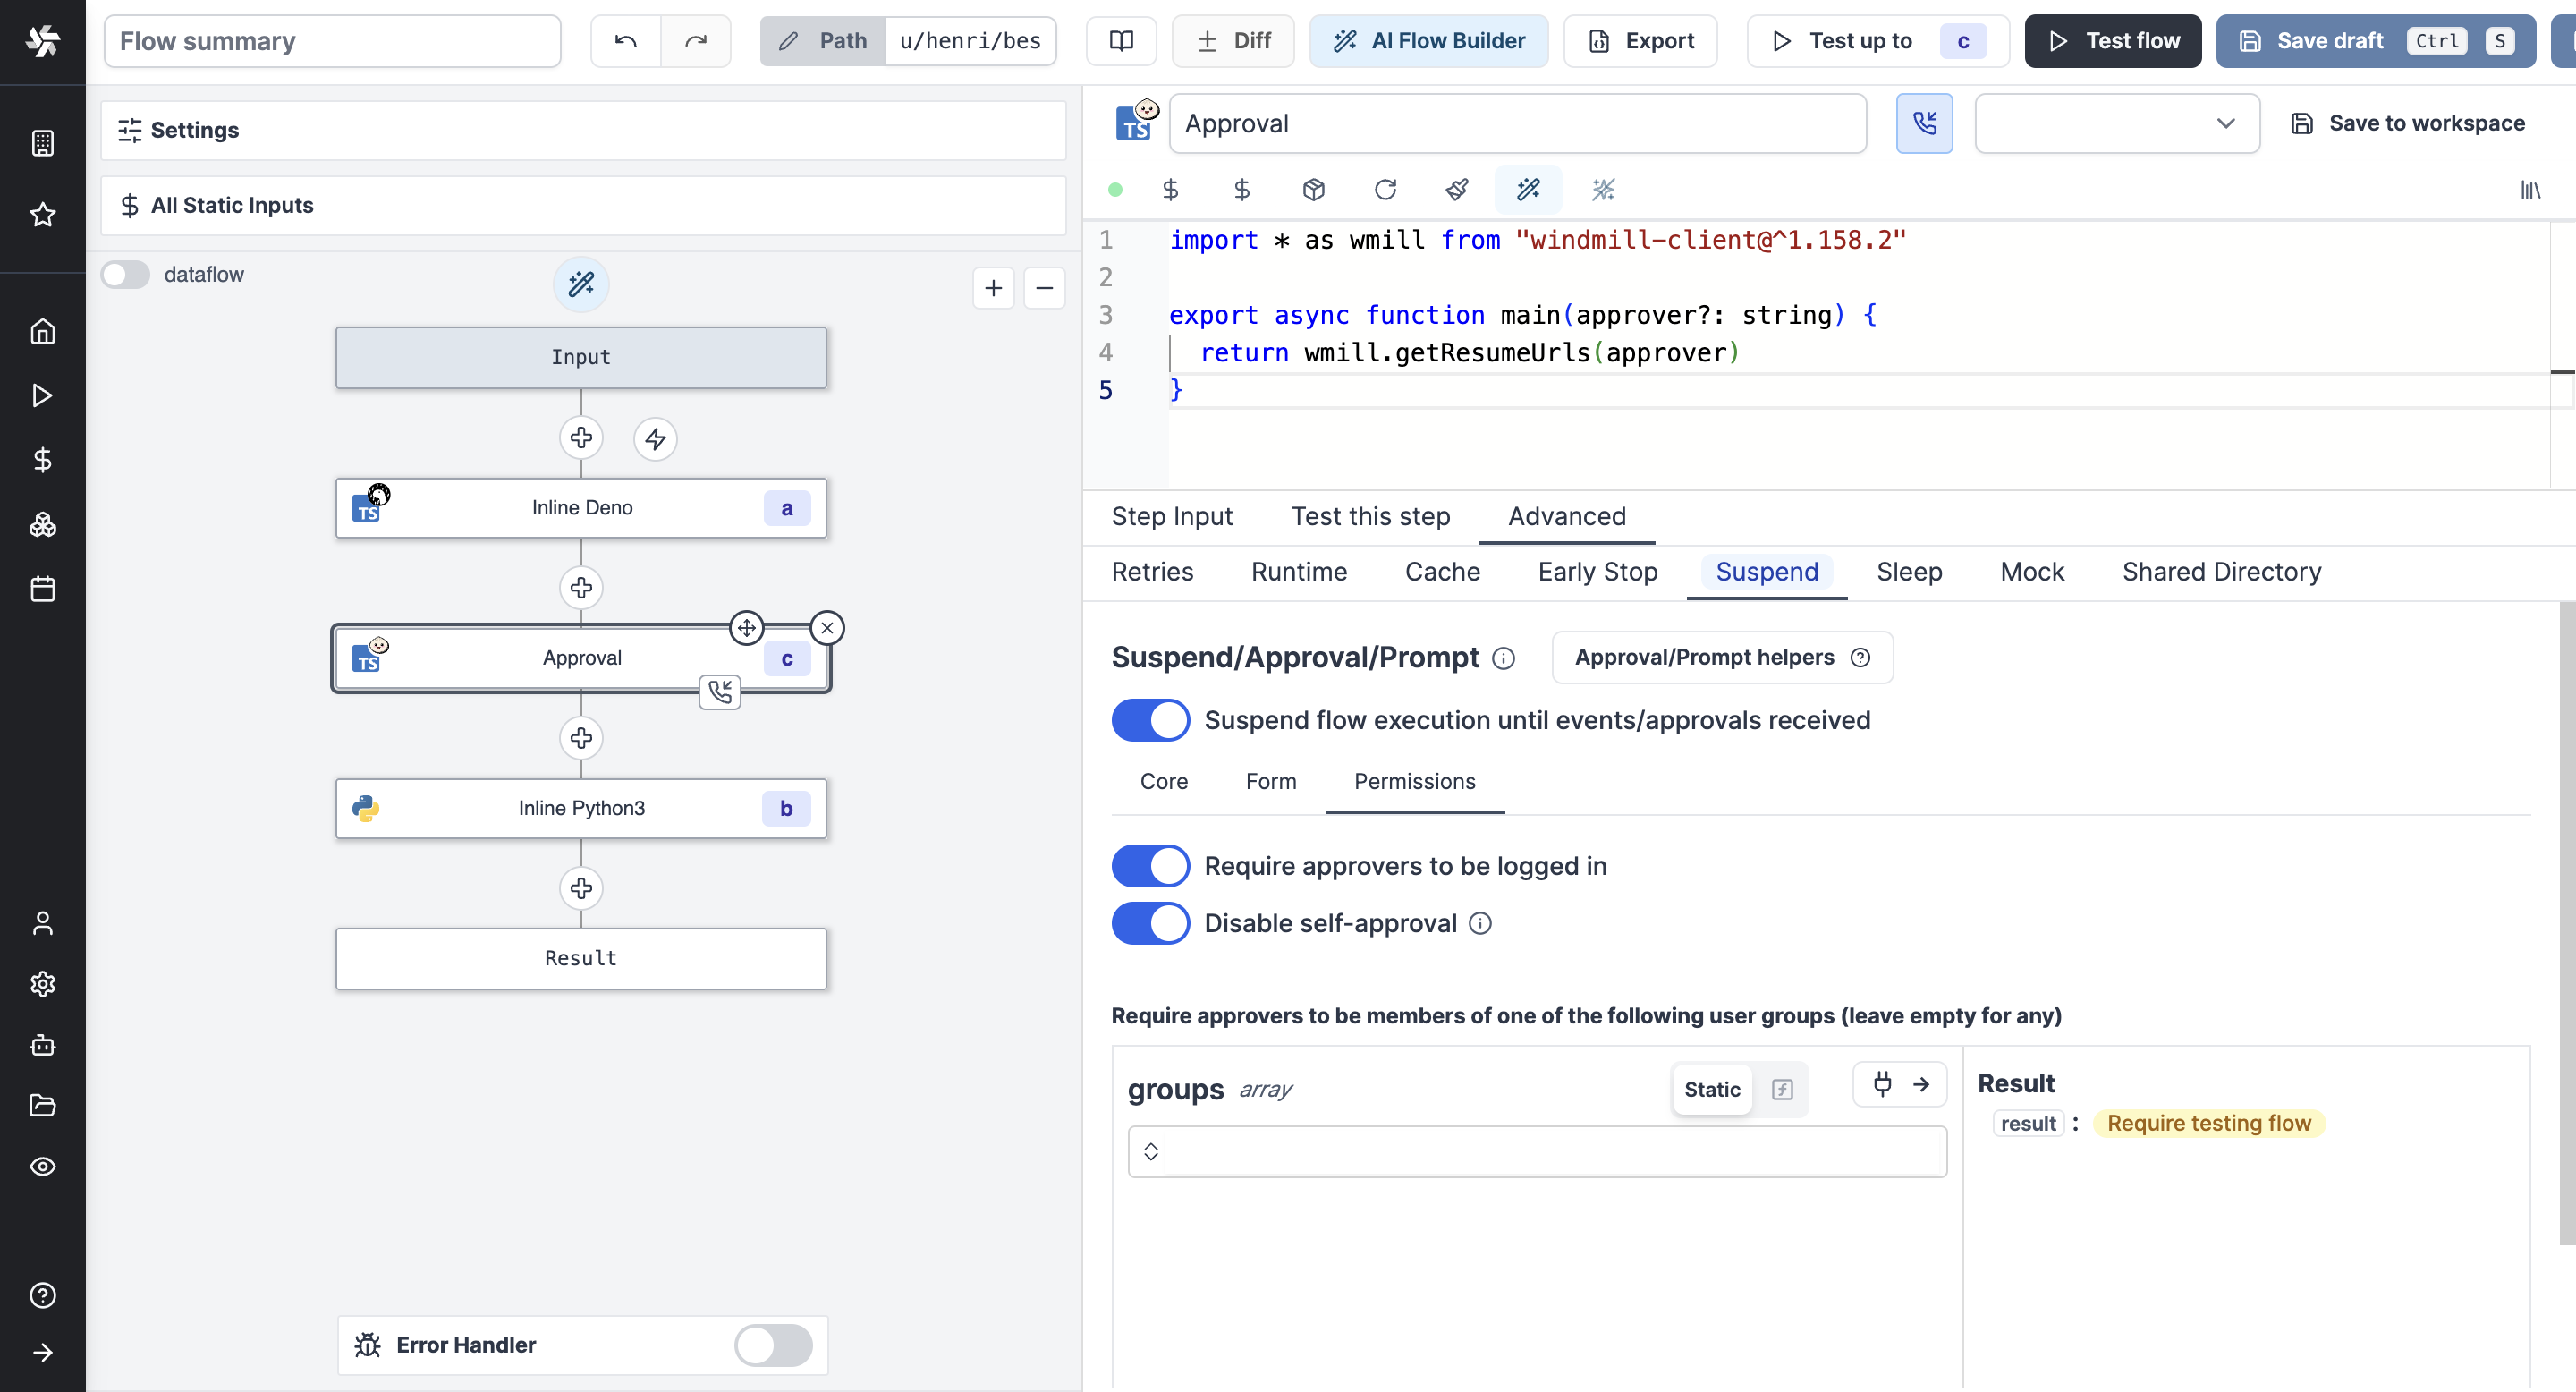 Flow summary
Path
u/henri/bes
Diff
AI Flow Builder
Export
Test up to
c
Test flow
Save draft
Ctrl
S
Settings
All Static Inputs
dataflow
Input
TS
Inline Deno
a
TS
Approval
c
Inline Python3
b
Result
Error Handler
TS
Approval
Save to workspace
1 import * as wmill from "windmill-client@^1.158.2"
2
3 export async function main(approver?: string) {
4 return wmill.getResumeUrls(approver)
5 }
Step Input
Test this step
Advanced
Retries
Runtime
Cache
Early Stop
Suspend
Sleep
Mock
Shared Directory
Suspend/Approval/Prompt
Approval/Prompt helpers
Suspend flow execution until events/approvals received
Core
Form
Permissions
Require approvers to be logged in
Disable self-approval
Require approvers to be members of one of the following user groups (leave empty for any)
groups array
Static
Result
result : Require testing flow